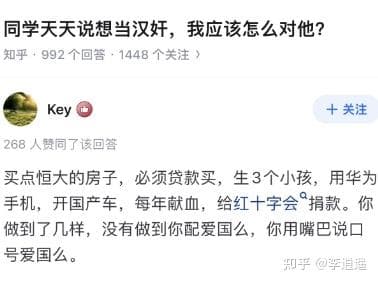 同学天天说想当汉奸，我应该怎么对他?
知乎 · 992 个回答 · 1448 个关注 >
Key
+ 关注
268 人赞同了该回答
买点恒大的房子，必须贷款买，生3个小孩，用华为
手机，开国产车，每年献血，给红十字会捐款。你
做到了几样，没有做到你配爱国么，你用嘴巴说口
号爱国么。
知乎 @李逍遥